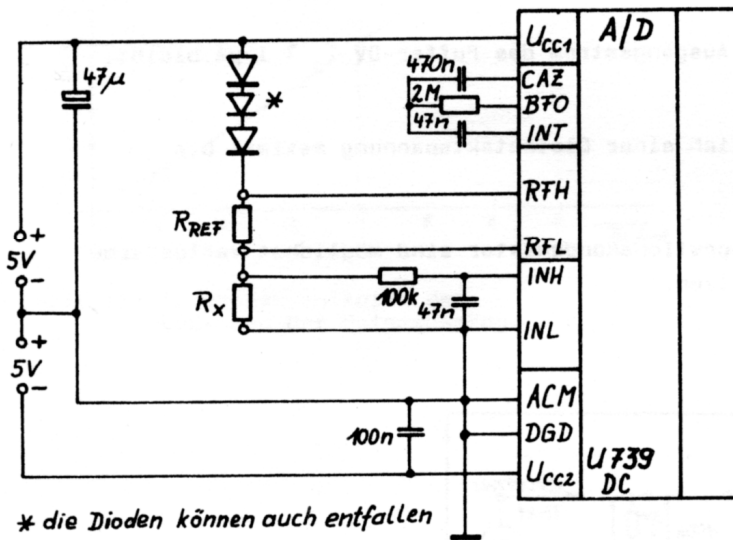 A/D
UCC1
47µ
470n
CAZ
*
2M
BFO
47n
INT
RFH
RREF
RFL
+
5V
-
INH
100k
RX
47n
INL
+
5V
-
ACM
100n
DGD
UCC2
U739
DC
* die Dioden können auch entfallen